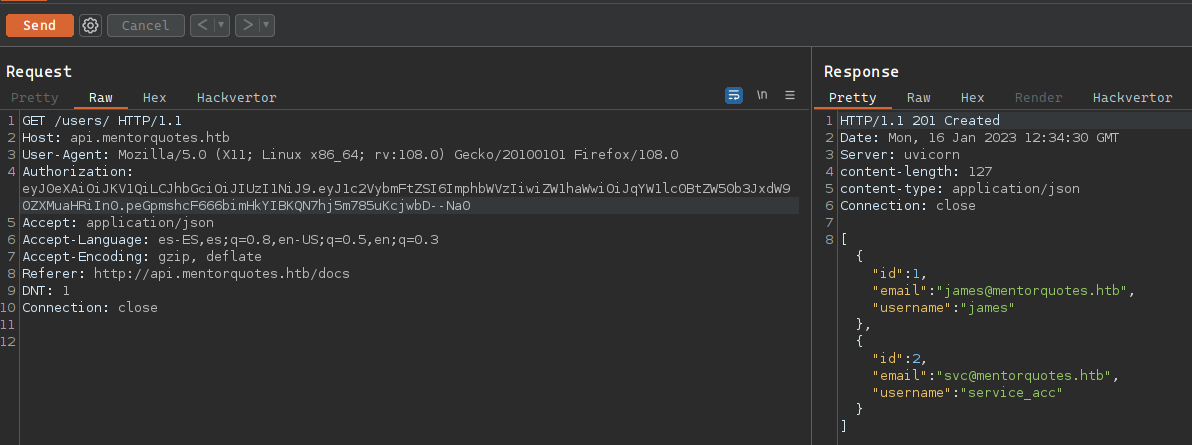 Send Cancel < ▼ > ▼
Request
Pretty Raw Hex Hackvertor \n
1 GET /users/ HTTP/1.1
2 Host: api.mentorquotes.htb
3 User-Agent: Mozilla/5.0 (X11; Linux x86_64; rv:108.0) Gecko/20100101 Firefox/108.0
4 Authorization:
eyJ0eXAiOiJKV1QiLCJhbGciOiJIUzI1NiJ9.eyJ1c2VybmFtZSI6ImphbWVzIiwiZW1haWwiOiJqYW1lc0BtZW50b3JxdW9
0ZXMuaHRiIn0.peGpmshcF666bimHkYIBKQN7hj5m785uKcjwbD--Na0
5 Accept: application/json
6 Accept-Language: es-ES,es;q=0.8,en-US;q=0.5,en;q=0.3
7 Accept-Encoding: gzip, deflate
8 Referer: http://api.mentorquotes.htb/docs
9 DNT: 1
10 Connection: close
11
12
Response
Pretty Raw Hex Render Hackvertor
1 HTTP/1.1 201 Created
2 Date: Mon, 16 Jan 2023 12:34:30 GMT
3 Server: uvicorn
4 content-length: 127
5 content-type: application/json
6 Connection: close
7
8 [
{
"id":1,
"email":"james@mentorquotes.htb",
"username":"james"
},
{
"id":2,
"email":"svc@mentorquotes.htb",
"username":"service_acc"
}
]